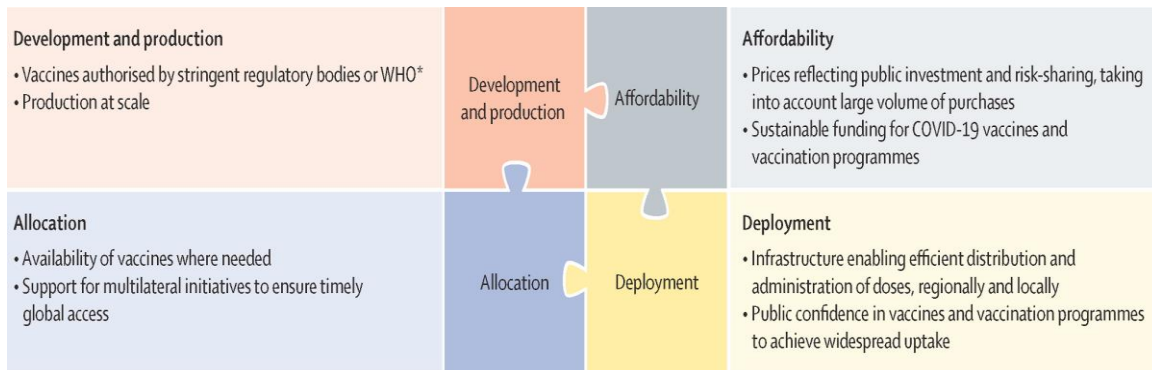 Development and production
• Vaccines authorised by stringent regulatory bodies or WHO*
• Production at scale
Development
and production
Affordability
Affordability
• Prices reflecting public investment and risk-sharing, taking
into account large volume of purchases
• Sustainable funding for COVID-19 vaccines and
vaccination programmes
Allocation
• Availability of vaccines where needed
• Support for multilateral initiatives to ensure timely
global access
Allocation
Deployment
Deployment
• Infrastructure enabling efficient distribution and
administration of doses, regionally and locally
• Public confidence in vaccines and vaccination programmes
to achieve widespread uptake